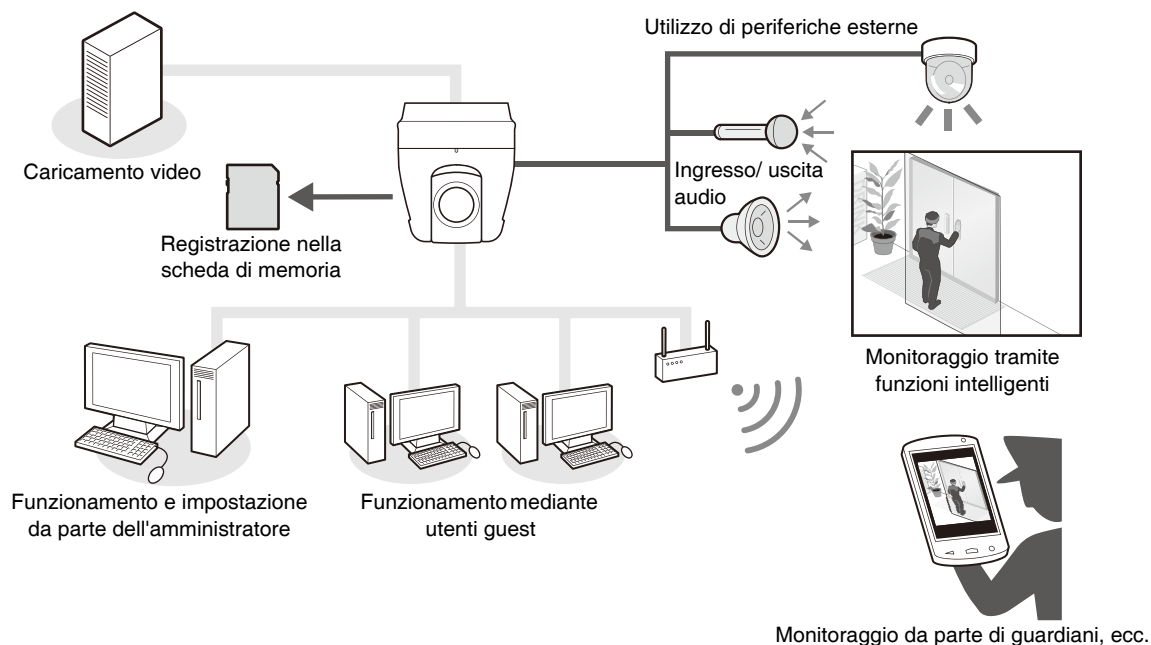 Utilizzo di periferiche esterne
Caricamento video
Ingresso/ uscita
audio
Registrazione nella
scheda di memoria
Monitoraggio tramite
funzioni intelligenti
Funzionamento e impostazione
da parte dell'amministratore
Funzionamento mediante
utenti guest
Monitoraggio da parte di guardiani, ecc.